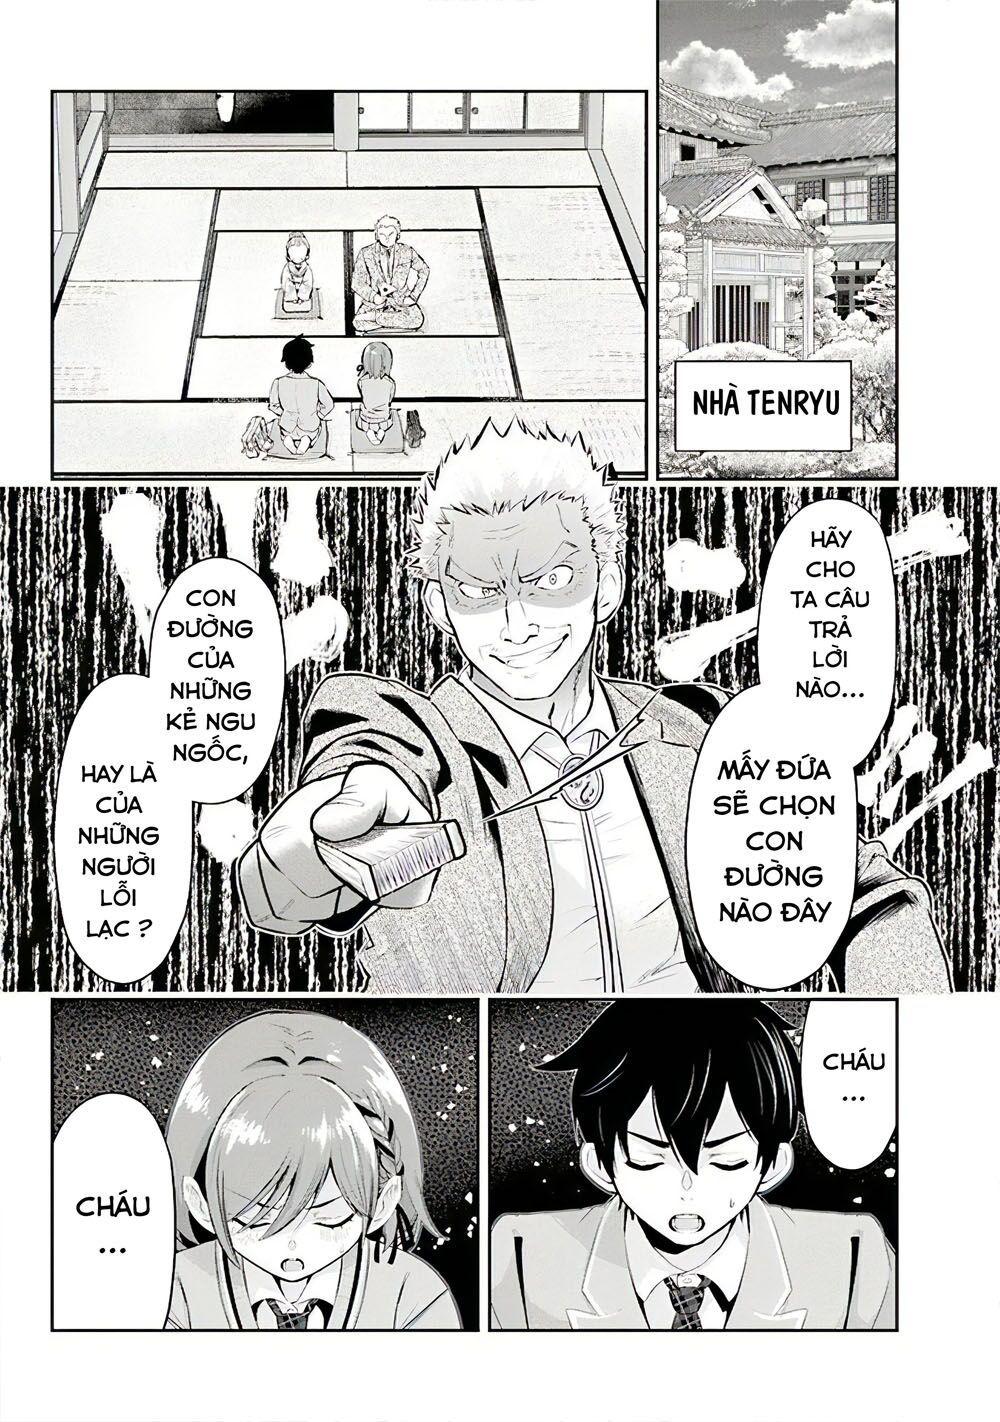 NHÀ TENRYU
HÃY
CHO
TA CÂU
TRẢ
LỜI
NÀO...
MẤY ĐỨA
SẼ CHỌN
CON
ĐƯỜNG
NÀO ĐÂY
CON
ĐƯỜNG
CỦA
NHỮNG
KẺ NGU
NGỐC,
HAY LÀ
CỦA
NHỮNG
NGƯỜI
LỖI
LẠC ?
CHÁU
...
CHÁU
...